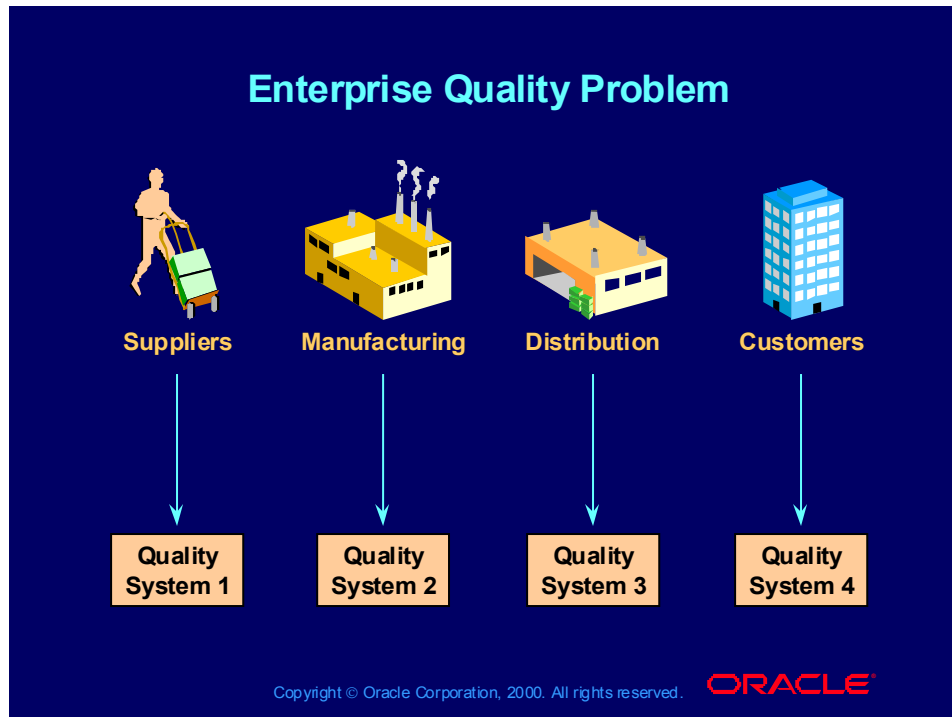 Enterprise Quality Problem
Suppliers
Manufacturing
Distribution
Customers
Quality
System 1
Quality
System 2
Quality
System 3
Quality
System 4
Copyright © Oracle Corporation, 2000. All rights reserved.
ORACLE®